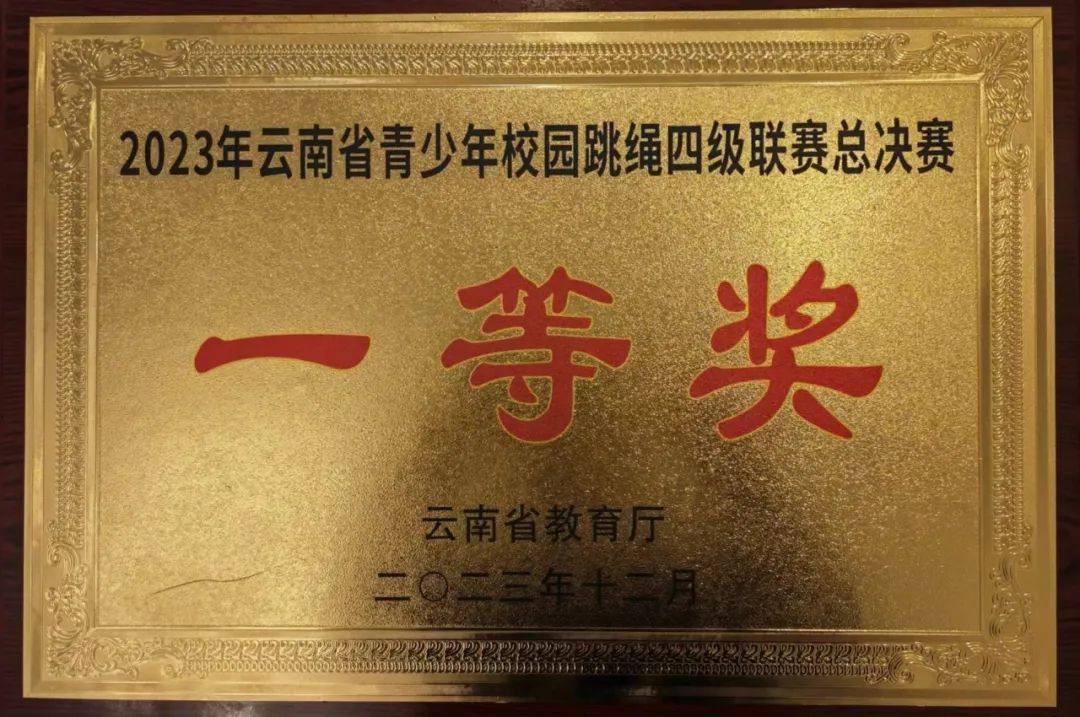 2023年云南省青少年校园跳绳四级联赛总决赛
一等奖
云南省教育厅
二〇二三年十二月